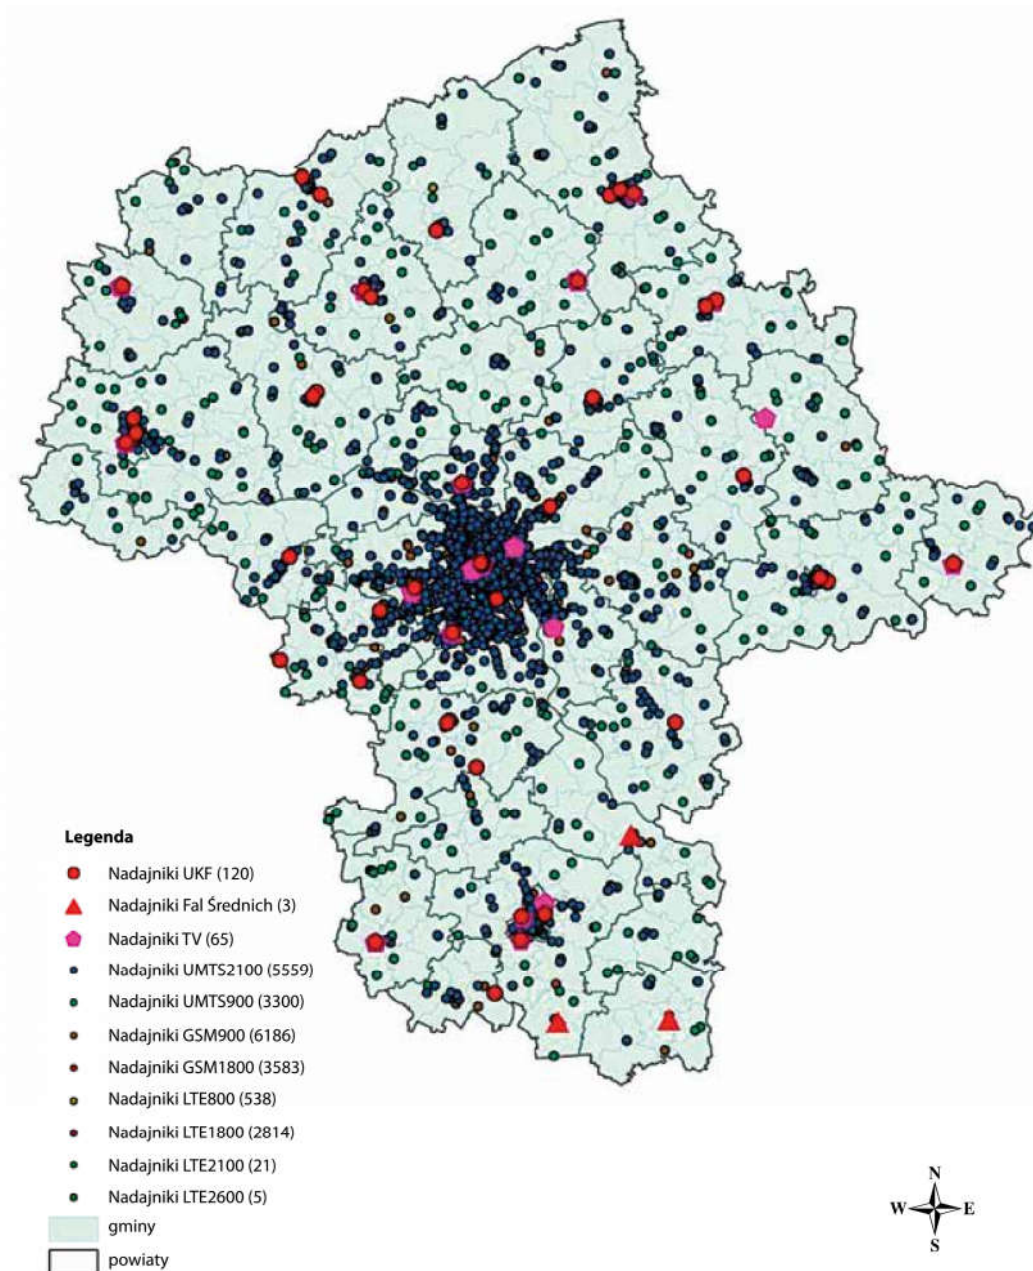 Legenda
Nadajniki UKF (120)
Nadajniki Fal Średnich (3)
Nadajniki TV (65)
Nadajniki UMTS2100 (5559)
Nadajniki UMTS900 (3300)
Nadajniki GSM900 (6186)
Nadajniki GSM1800 (3583)
Nadajniki LTE800 (538)
Nadajniki LTE1800 (2814)
Nadajniki LTE2100 (21)
Nadajniki LTE2600 (5)
gminy
powiaty
N
W E
S